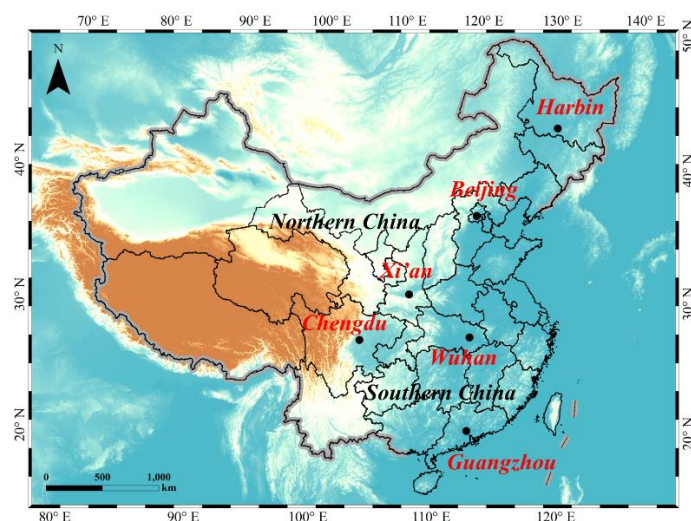 70° E 80° E 90° E 100° E 110° E 120° E 130° E 140° E
50° N
N
Harbin
40° N
40° N
Beijing
Northern China
Xi'an
30° N
30° N
Chengdu
Wuhan
Southern China
20° N
20° N
Guangzhou
0 500 1,000
km
80° E 90° E 100° E 110° E 120° E